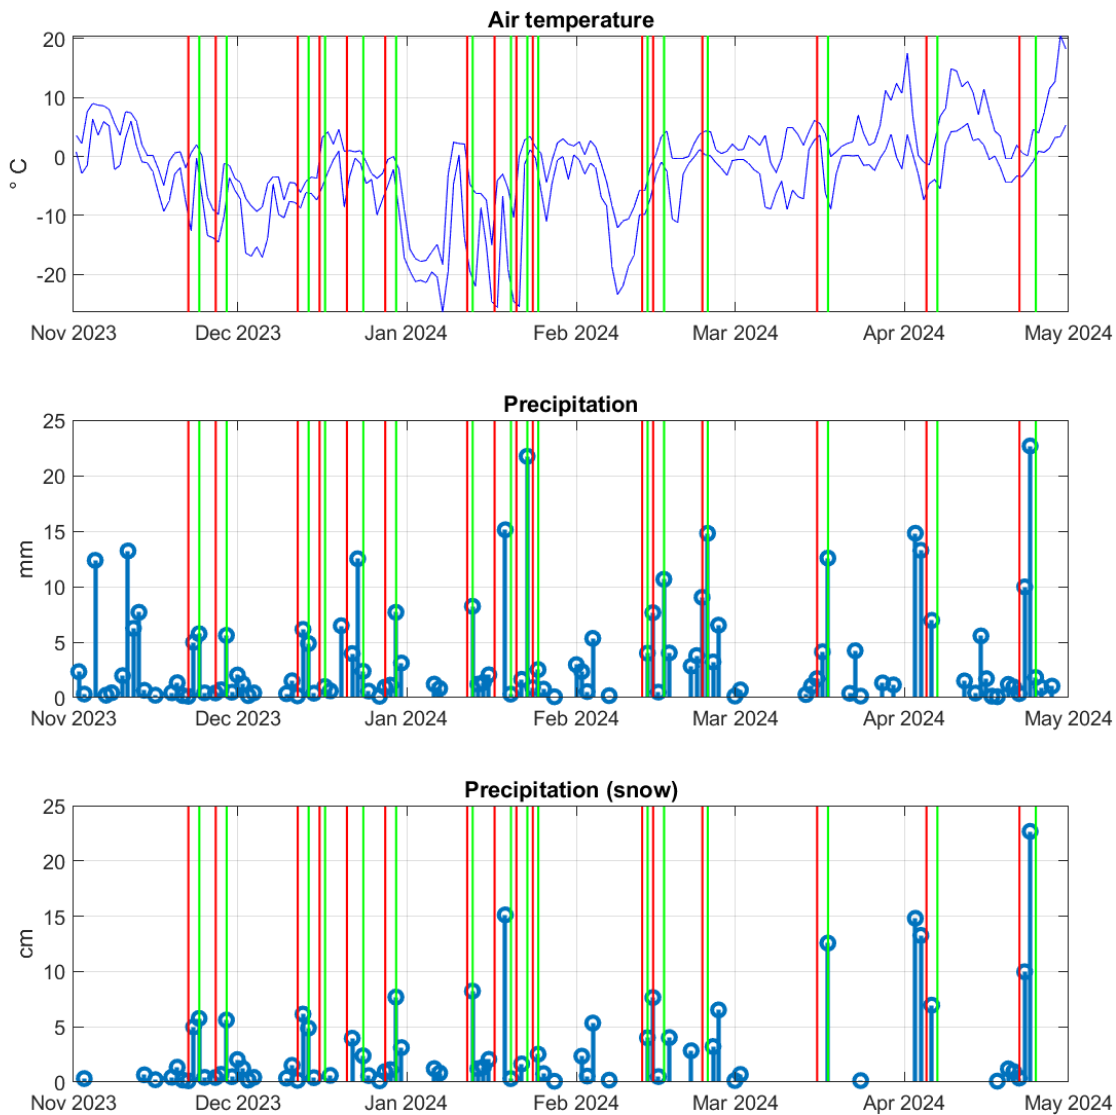 Air temperature
20
10
0
-10
-20
° C
Nov 2023 Dec 2023 Jan 2024 Feb 2024 Mar 2024 Apr 2024 May 2024
Precipitation
25
20
15
10
5
0
mm
Nov 2023 Dec 2023 Jan 2024 Feb 2024 Mar 2024 Apr 2024 May 2024
Precipitation (snow)
25
20
15
10
5
0
cm
Nov 2023 Dec 2023 Jan 2024 Feb 2024 Mar 2024 Apr 2024 May 2024